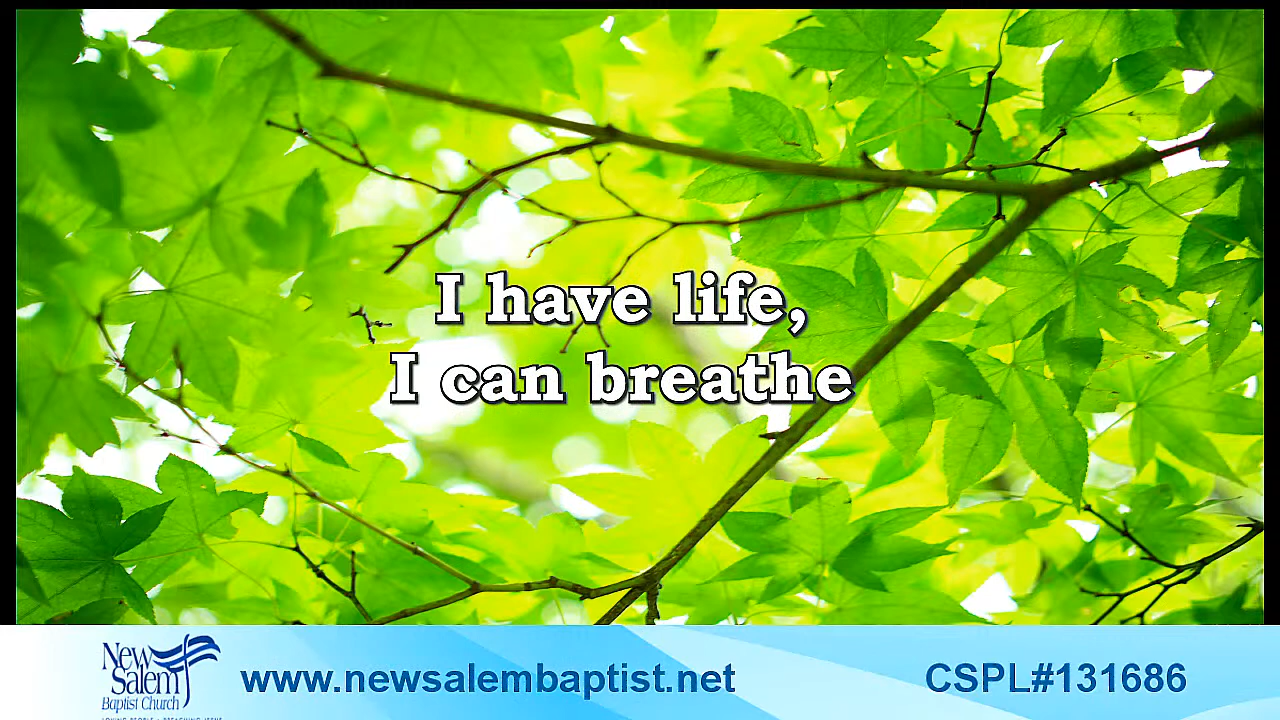 I have life,
I can breathe
New
Salem
Baptist Church
www.newsalembaptist.net
CSPL#131686